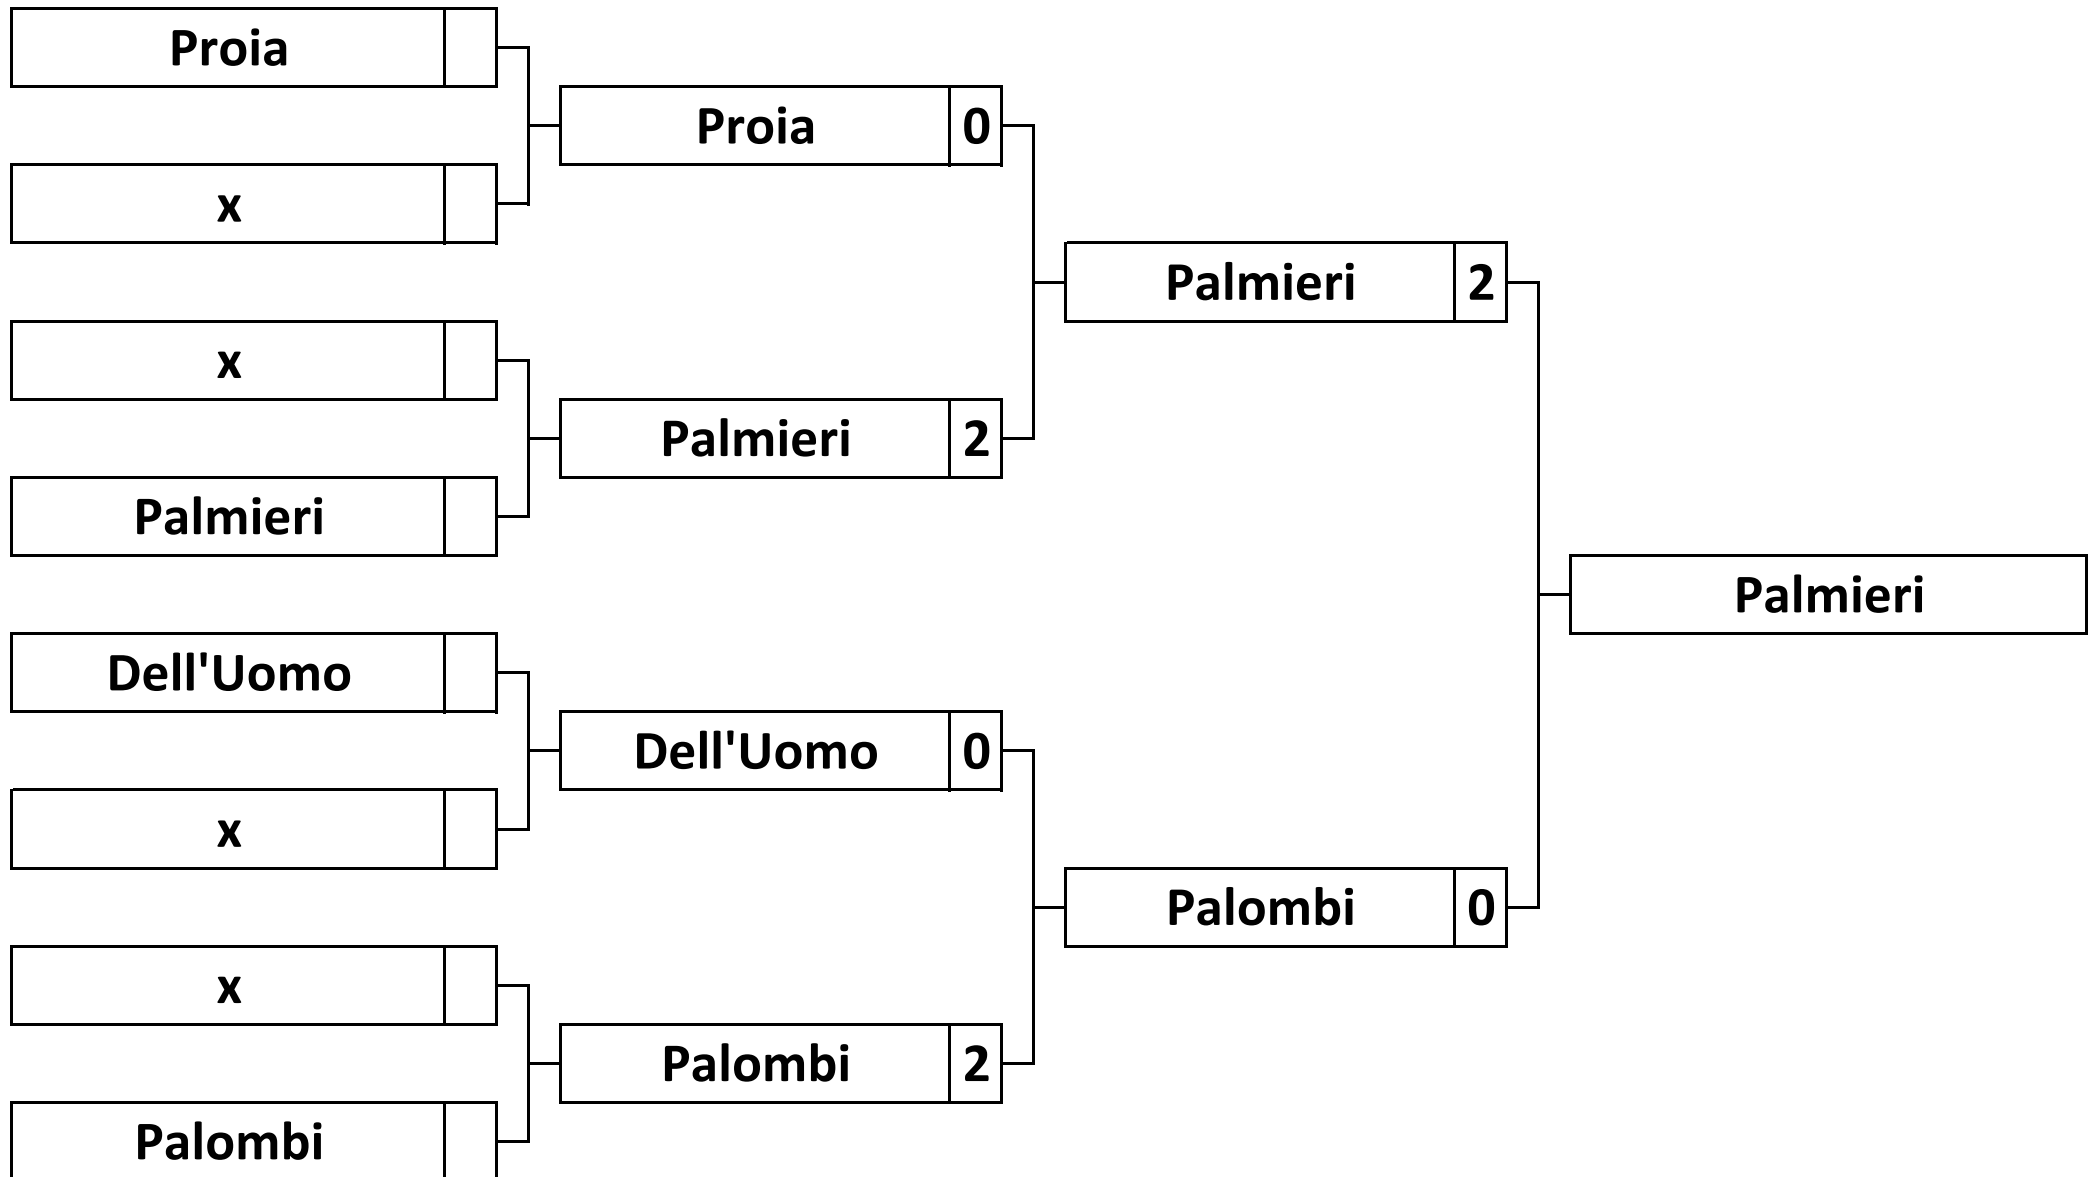 Proia
x
x
Palmieri
Dell'Uomo
x
x
Palombi
Proia 0
Palmieri 2
Dell'Uomo 0
Palombi 2
Palmieri 2
Palombi 0
Palmieri